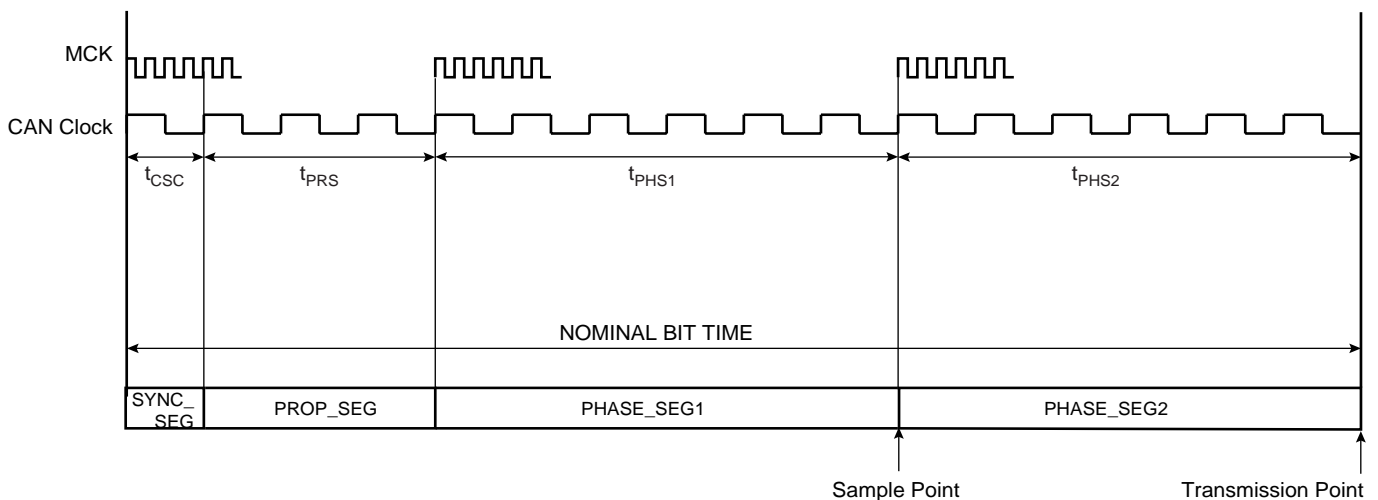 MCK
CAN Clock
tCSC
tPRS
tPHS1
tPHS2
NOMINAL BIT TIME
SYNC_
SEG
PROP_SEG
PHASE_SEG1
PHASE_SEG2
Sample Point
Transmission Point